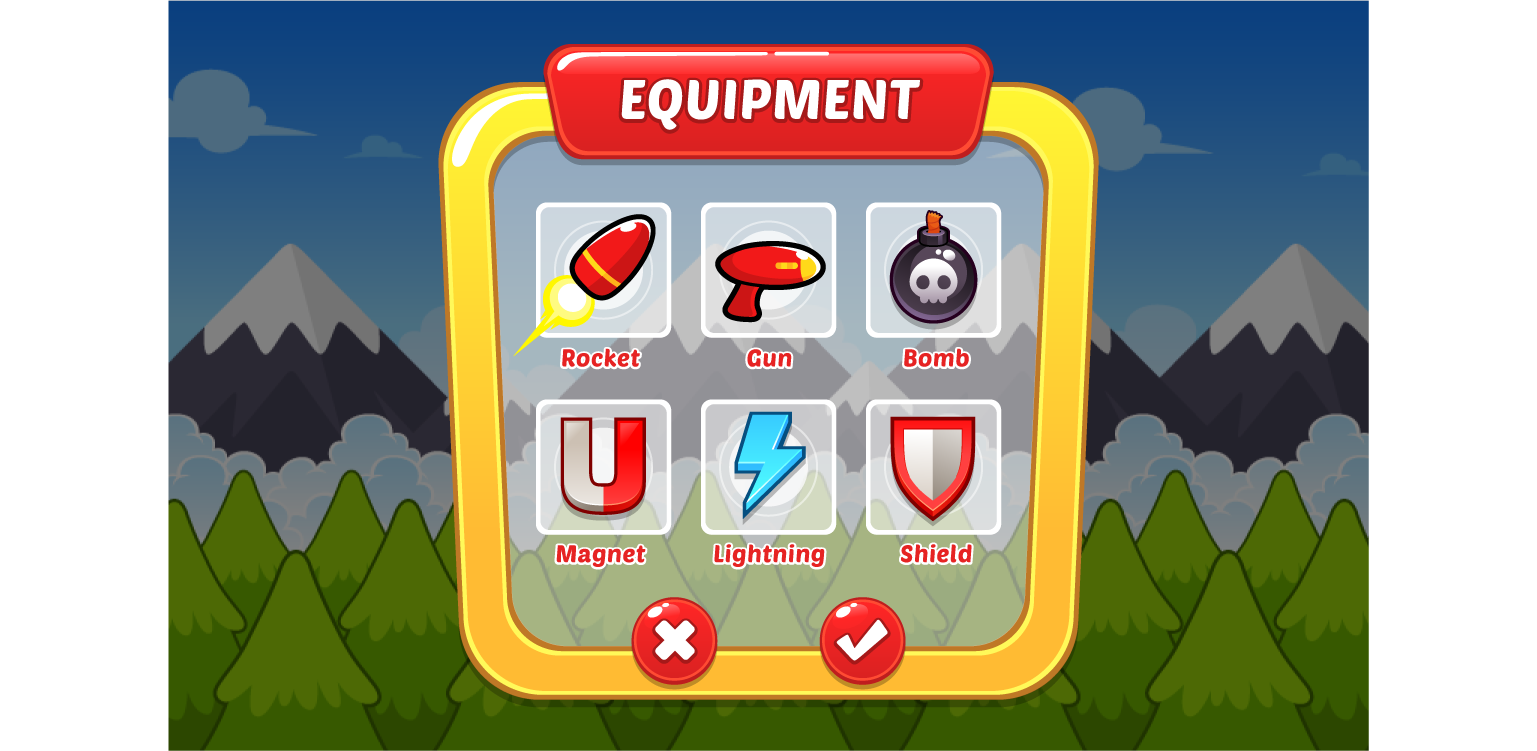 EQUIPMENT
Rocket
Gun
Bomb
Magnet
Lightning
Shield